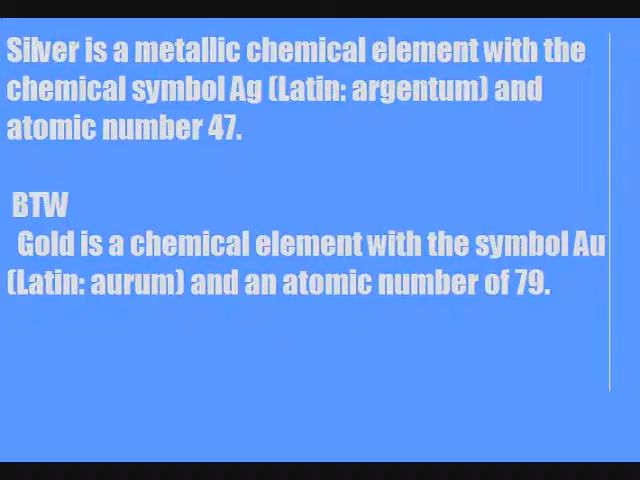 Silver is a metallic chemical element with the
chemical symbol Ag (Latin: argentum) and
atomic number 47.
BTW
Gold is a chemical element with the symbol Au
(Latin: aurum) and an atomic number of 79.